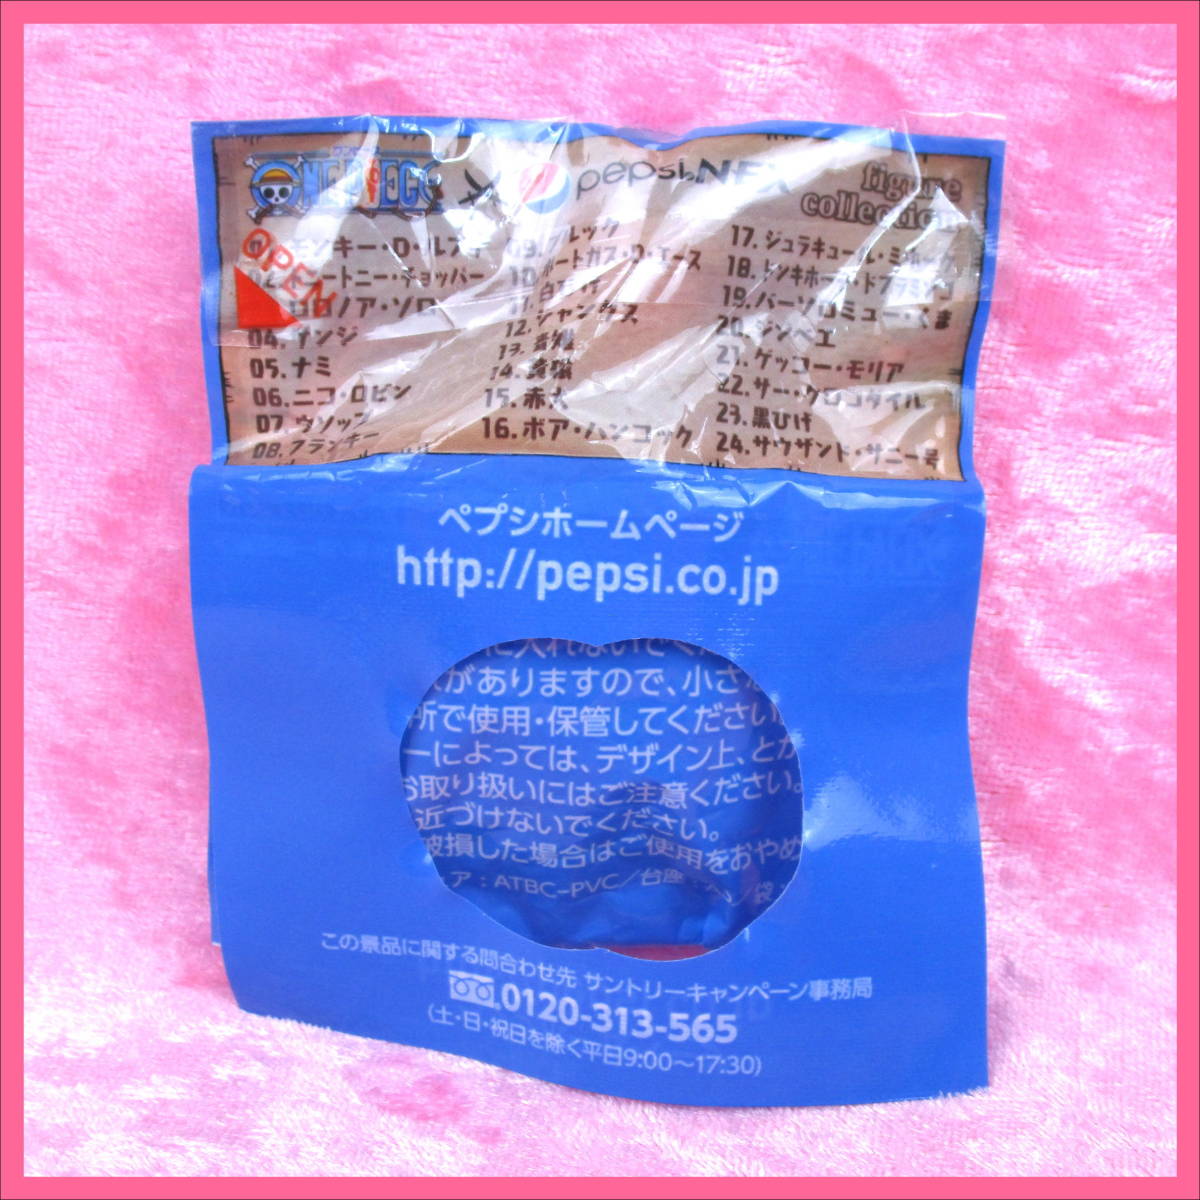 ONE PIECE × pepsi NEX figure collection
OPEN
モンキー・D・ルフィ
トニートニー・チョッパー
ロロノア・ゾロ
04.サンジ
05.ナミ
06.ニコ・ロビン
07.ウソップ
08.フランキー
09.ブルック
10.ポートガス・D・エース
11.白ひげ
12.シャンクス
13.
14.
15.赤犬
16.ボア・ハンコック
17.ジュラキュール・ミホーク
18.ドンキホーテ・ドフラミンゴ
19.バーソロミュー・くま
20.ジンベエ
21.ゲッコー・モリア
22.サー・クロコダイル
23.黒ひげ
24.サウザンド・サニー号
ペプシホームページ
http://pepsi.co.jp
に入れないでく
がありますので、小さ
所で使用・保管してください
ーによっては、デザイン上、とが
お取り扱いにはご注意ください。
近づけないでください。
破損した場合はご使用をおやめ
ア:ATBC-PVC/台座: /袋
この景品に関する問合わせ先 サントリーキャンペーン事務局
0120-313-565
(土・日・祝日を除く平日9:00〜17:30)